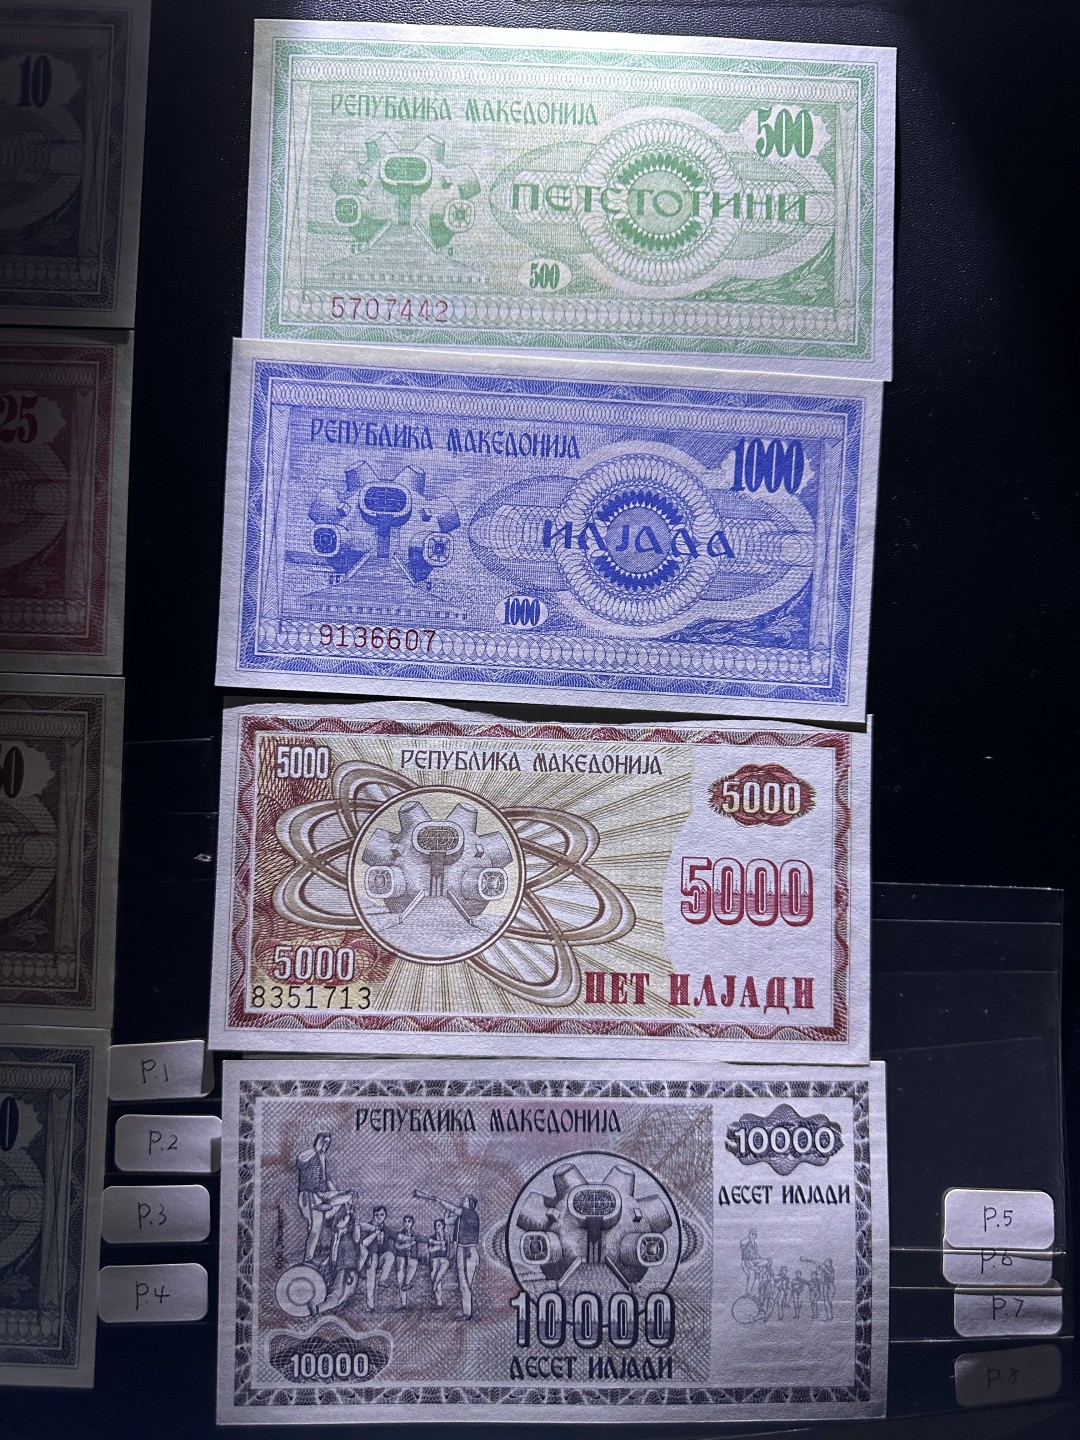 10
РЕПУБЛИКА МАКЕДОНИЈА
500
ПЕТСТОТИНИ
500
5707442
25
РЕПУБЛИКА МАКЕДОНИЈА
1000
ИЛЈАДА
1000
9136607
5000
РЕПУБЛИКА МАКЕДОНИЈА
5000
5000
5000
8351713
ПЕТ ИЛЈАДИ
P.1
P.2
P.3
P.4
РЕПУБЛИКА МАКЕДОНИЈА
10000
ДЕСЕТ ИЛЈАДИ
10000
10000
ДЕСЕТ ИЛЈАДИ
P.5
P.6
P.7
P.8